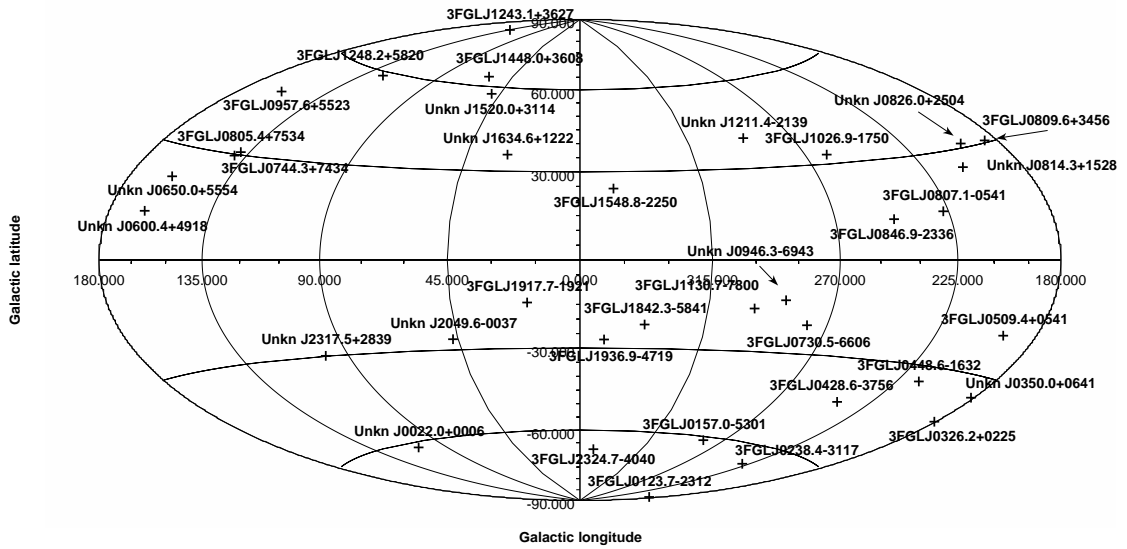 3FGLJ1243.1+3627
90.000
3FGLJ1248.2+5820
3FGLJ1448.0+3608
3FGLJ0957.6+5523
60.000
Unkn J1520.0+3114
Unkn J0826.0+2504
3FGLJ0809.6+3456
Unkn J1211.4-2139
3FGLJ0805.4+7534
Unkn J1634.6+1222
3FGLJ1026.9-1750
3FGLJ0744.3+7434
Unkn J0814.3+1528
30.000
Unkn J0650.0+5554
3FGLJ0807.1-0541
3FGLJ1548.8-2250
Unkn J0600.4+4918
3FGLJ0846.9-2336
Unkn J0946.3-6943
180.000 135.000 90.000 45.000 0.000 315.000 270.000 225.000 180.000
3FGLJ1917.7-1921
3FGLJ1130.7-7800
3FGLJ1842.3-5841
3FGLJ0509.4+0541
Unkn J2049.6-0037
Unkn J2317.5+2839
3FGLJ0730.5-6606
-30.000
3FGLJ1936.9-4719
3FGLJ0448.6-1632
3FGLJ0428.6-3756
Unkn J0350.0+0641
3FGLJ0157.0-5301
Unkn J0022.0+0006
-60.000
3FGLJ0326.2+0225
3FGLJ0238.4-3117
3FGLJ2324.7-4040
3FGLJ0123.7-2312
-90.000
Galactic latitude
Galactic longitude